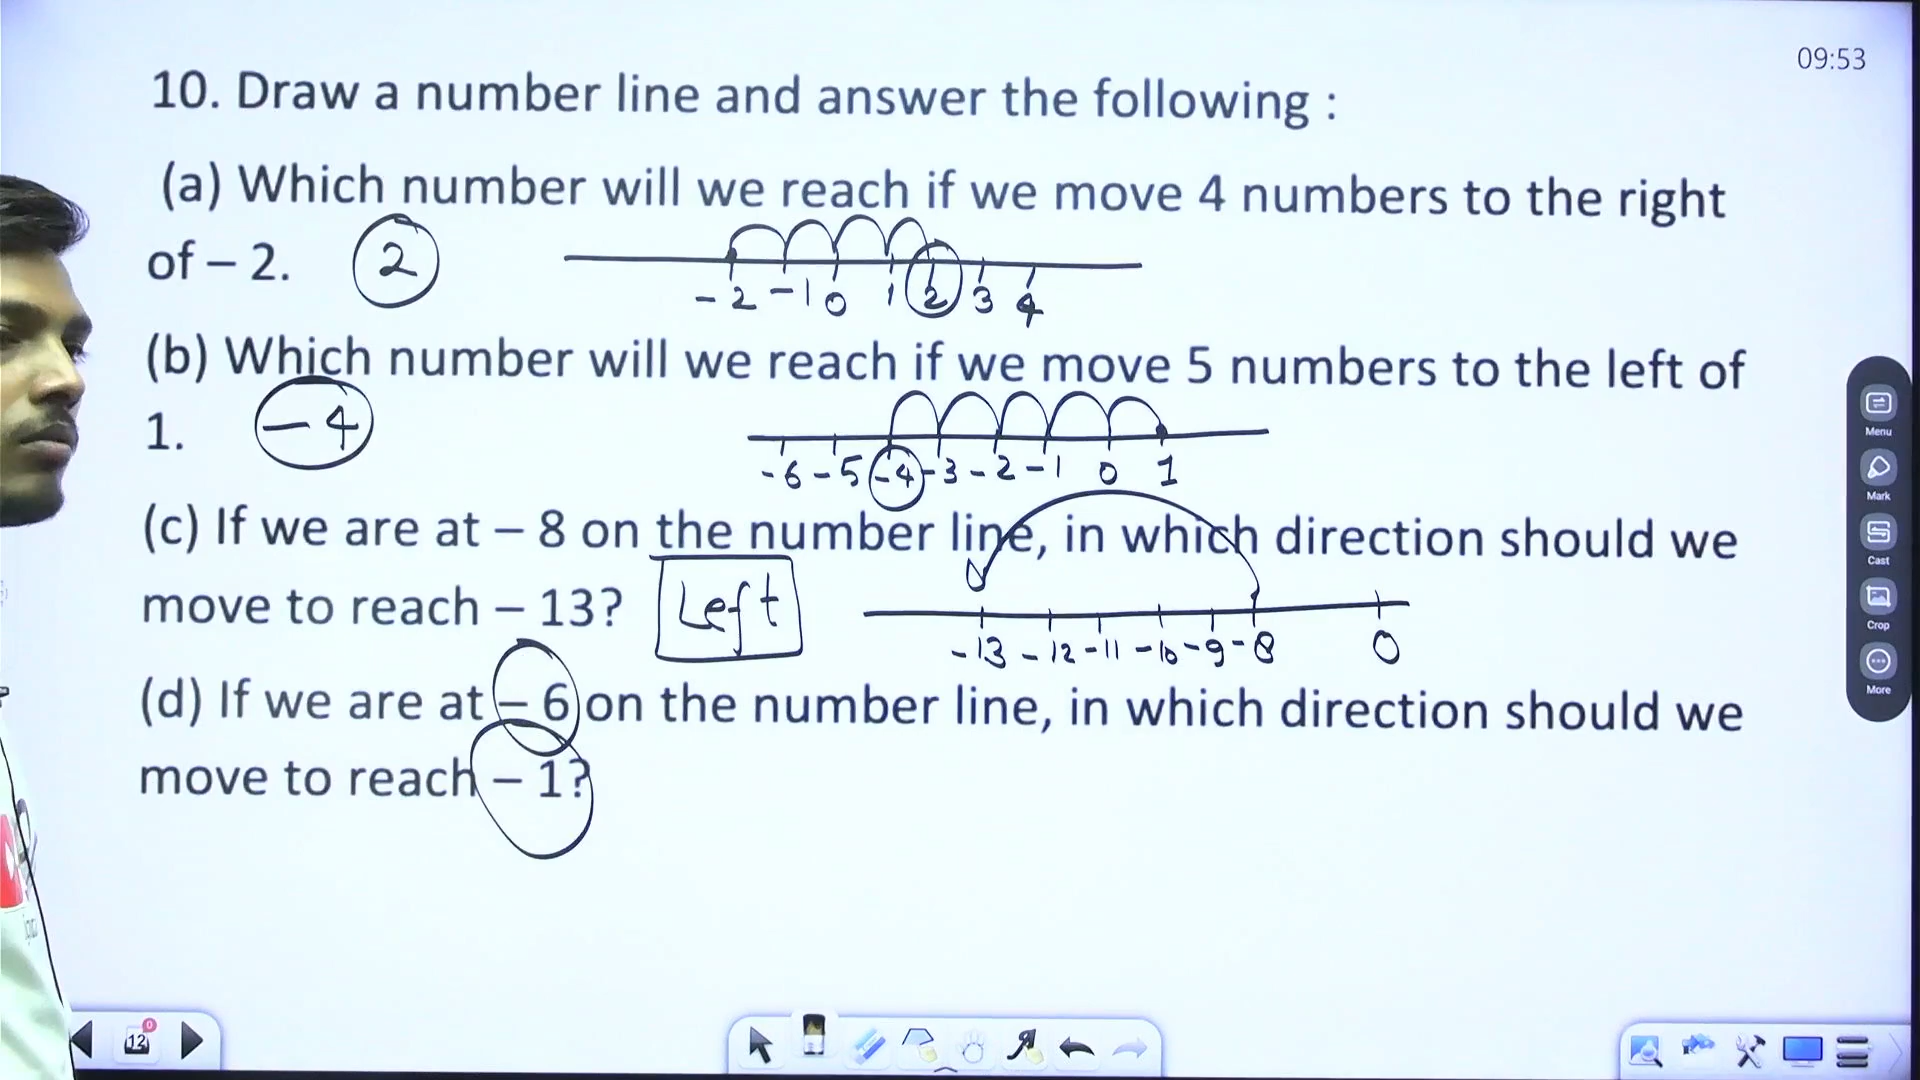 09:53
10. Draw a number line and answer the following :
(a) Which number will we reach if we move 4 numbers to the right
of – 2. 2
-2 -1 0 1 2 3 4
(b) Which number will we reach if we move 5 numbers to the left of
1. -4
-6 -5 -4 -3 -2 -1 0 1
(c) If we are at – 8 on the number line, in which direction should we
move to reach – 13? Left
-13 -12 -11 -10 -9 -8 0
(d) If we are at – 6 on the number line, in which direction should we
move to reach – 1?
Menu
Mark
Cast
Crop
More
12 0